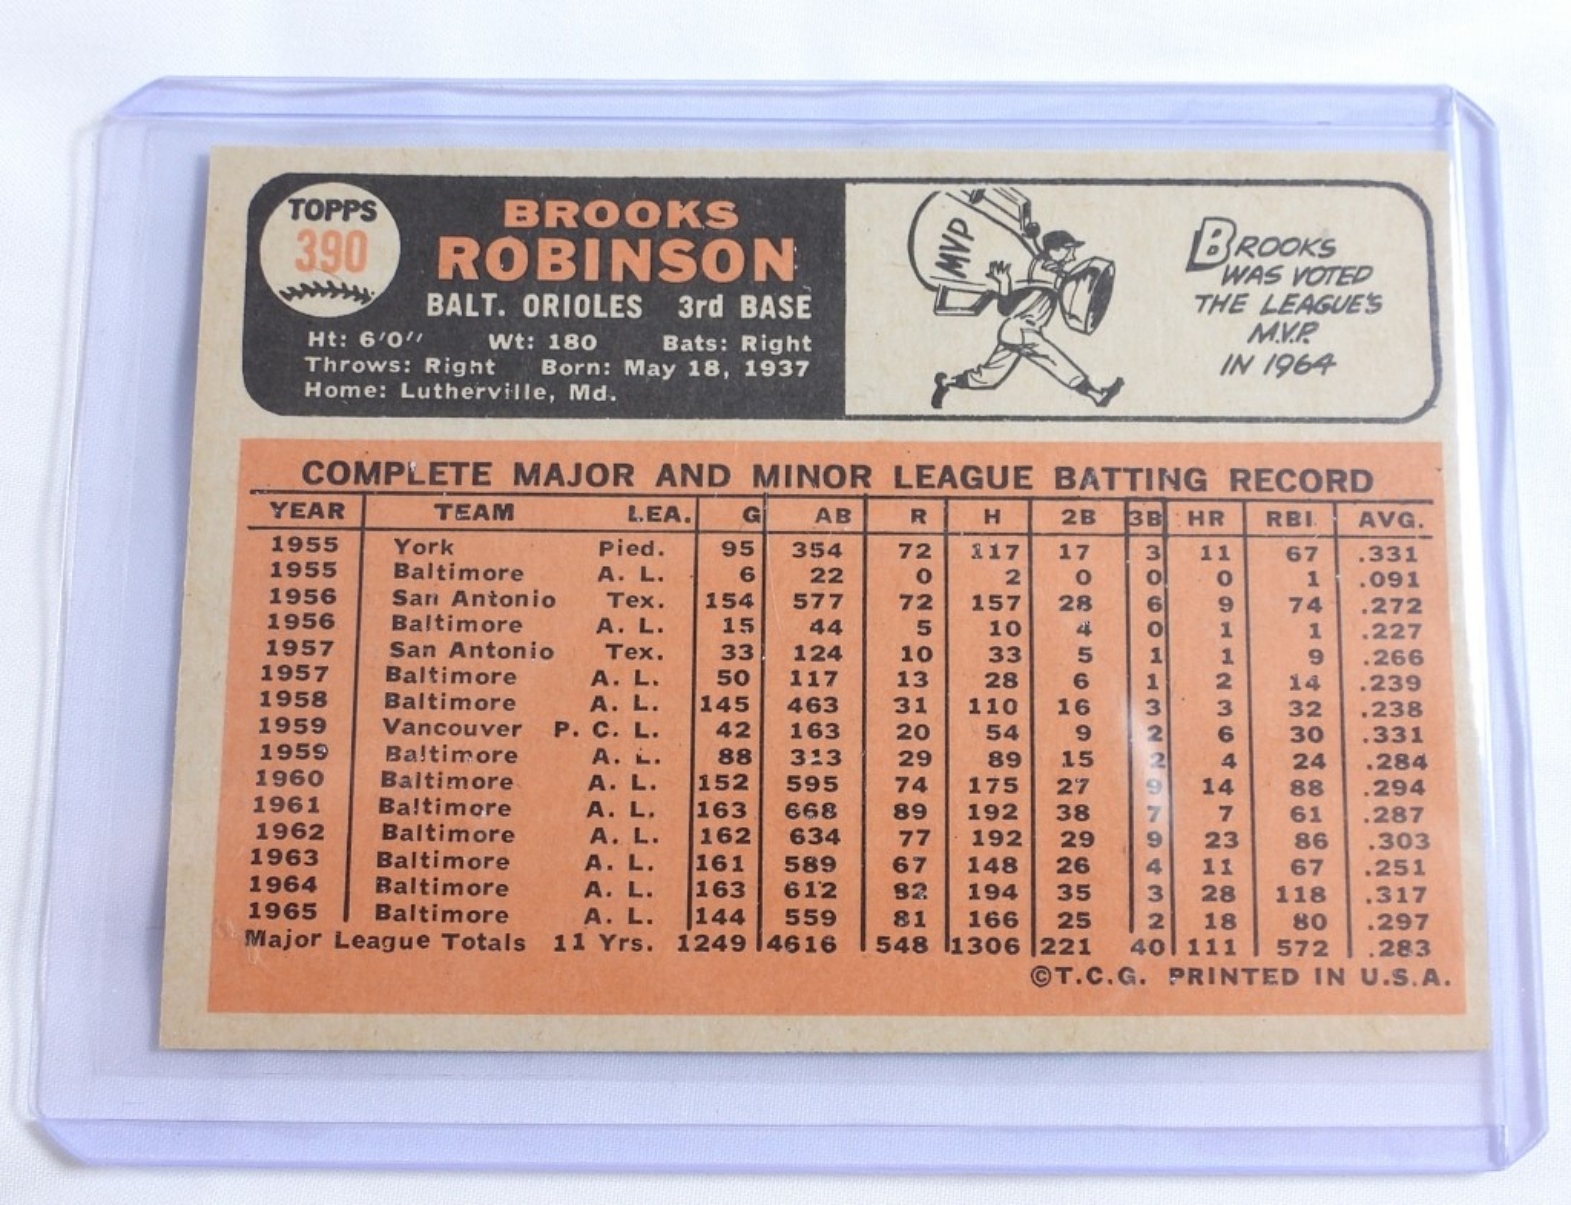 TOPPS
390
BROOKS
ROBINSON
BALT. ORIOLES 3rd BASE
Ht: 6'0'' Wt: 180 Bats: Right
Throws: Right Born: May 18, 1937
Home: Lutherville, Md.
MVP
BROOKS
WAS VOTED
THE LEAGUE'S
M.V.P.
IN 1964
COMPLETE MAJOR AND MINOR LEAGUE BATTING RECORD
YEAR TEAM LEA. G AB R H 2B 3B HR RBI AVG.
1955 York Pied. 95 354 72 117 17 3 11 67 .331
1955 Baltimore A. L. 6 22 0 2 0 0 0 1 .091
1956 San Antonio Tex. 154 577 72 157 28 6 9 74 .272
1956 Baltimore A. L. 15 44 5 10 4 0 1 1 .227
1957 San Antonio Tex. 33 124 10 33 5 1 1 9 .266
1957 Baltimore A. L. 50 117 13 28 6 1 2 14 .239
1958 Baltimore A. L. 145 463 31 110 16 3 3 32 .238
1959 Vancouver P. C. L. 42 163 20 54 9 2 6 30 .331
1959 Baltimore A. L. 88 313 29 89 15 2 4 24 .284
1960 Baltimore A. L. 152 595 74 175 27 9 14 88 .294
1961 Baltimore A. L. 163 668 89 192 38 7 7 61 .287
1962 Baltimore A. L. 162 634 77 192 29 9 23 86 .303
1963 Baltimore A. L. 161 589 67 148 26 4 11 67 .251
1964 Baltimore A. L. 163 612 82 194 35 3 28 118 .317
1965 Baltimore A. L. 144 559 81 166 25 2 18 80 .297
Major League Totals 11 Yrs. 1249 4616 548 1306 221 40 111 572 .283
©T.C.G. PRINTED IN U.S.A.